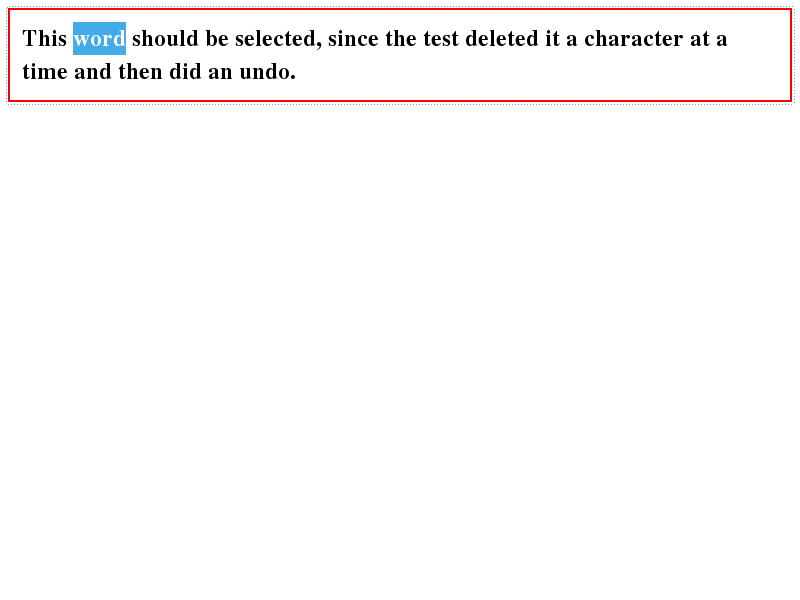 This word should be selected, since the test deleted it a character at a
time and then did an undo.